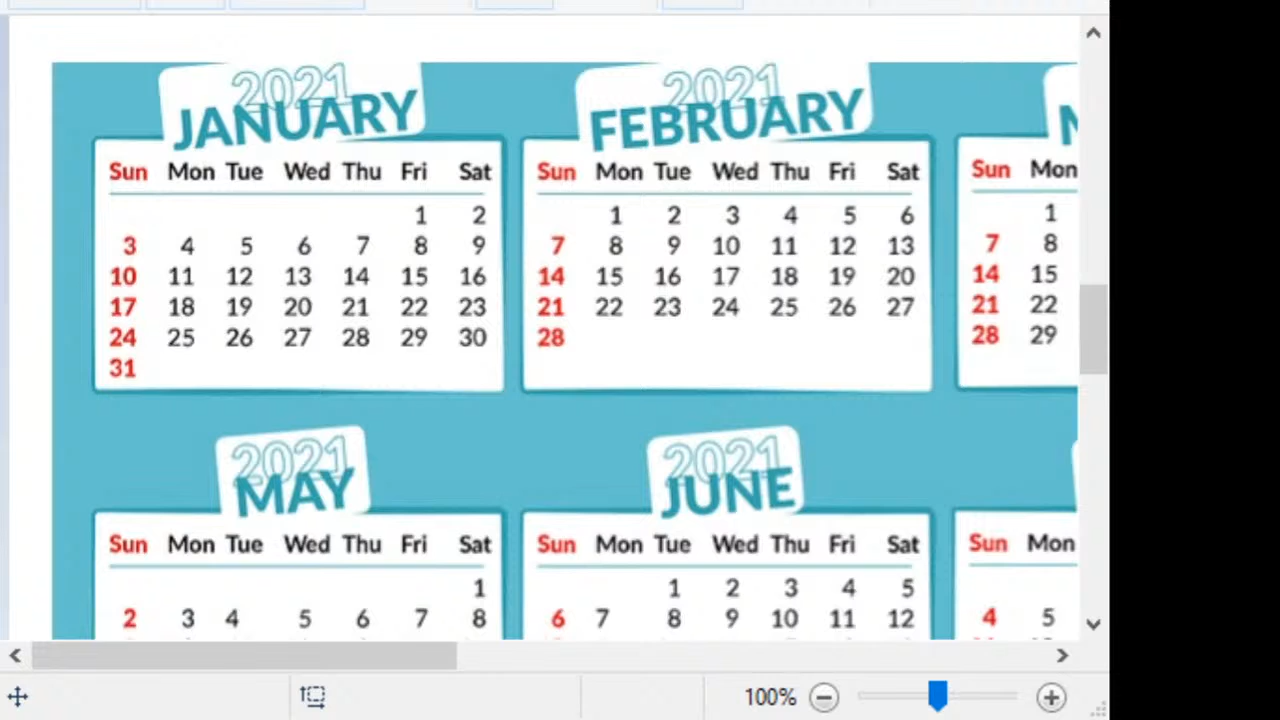 2021 2021
JANUARY FEBRUARY
Sun Mon Tue Wed Thu Fri Sat Sun Mon Tue Wed Thu Fri Sat Sun Mon
1 2 1 2 3 4 5 6 1
3 4 5 6 7 8 9 7 8 9 10 11 12 13 7 8
10 11 12 13 14 15 16 14 15 16 17 18 19 20 14 15
17 18 19 20 21 22 23 21 22 23 24 25 26 27 21 22
24 25 26 27 28 29 30 28 28 29
31
2021 2021
MAY JUNE
Sun Mon Tue Wed Thu Fri Sat Sun Mon Tue Wed Thu Fri Sat Sun Mon
1 1 2 3 4 5
2 3 4 5 6 7 8 6 7 8 9 10 11 12 4 5
100%